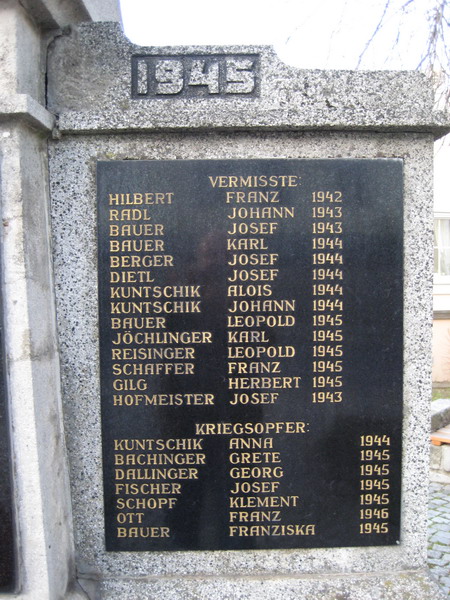 1945
VERMISSTE:
HILBERT FRANZ 1942
RADL JOHANN 1943
BAUER JOSEF 1943
BAUER KARL 1944
BERGER JOSEF 1944
DIETL JOSEF 1944
KUNTSCHIK ALOIS 1944
KUNTSCHIK JOHANN 1944
BAUER LEOPOLD 1945
JÖCHLINGER KARL 1945
REISINGER LEOPOLD 1945
SCHAFFER FRANZ 1945
GILG HERBERT 1945
HOFMEISTER JOSEF 1943
KRIEGSOPFER:
KUNTSCHIK ANNA 1944
BACHINGER GRETE 1945
DALLINGER GEORG 1945
FISCHER JOSEF 1945
SCHOPF KLEMENT 1945
OTT FRANZ 1946
BAUER FRANZISKA 1945